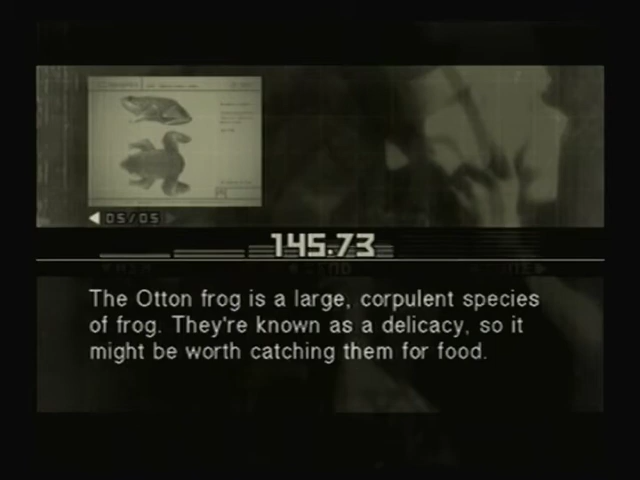 05/05
145.73
The Otton frog is a large, corpulent species
of frog. They're known as a delicacy, so it
might be worth catching them for food.